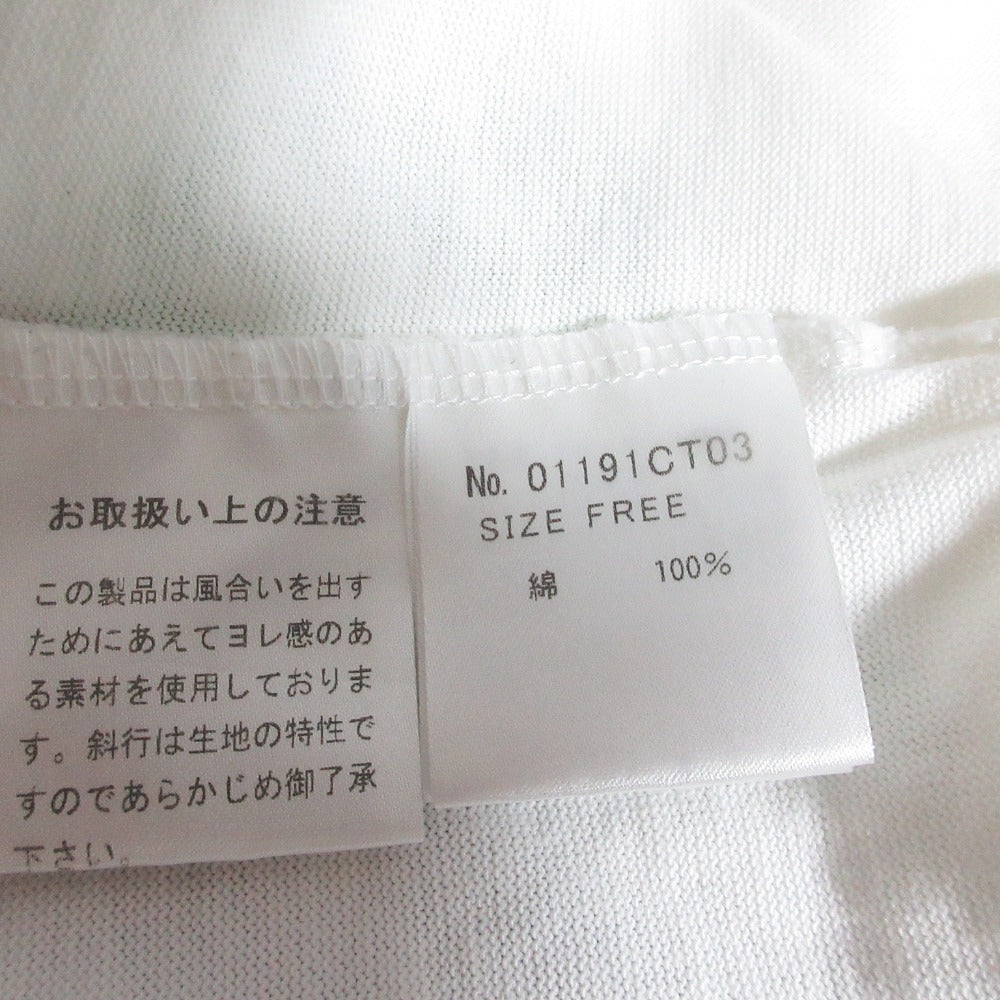 お取扱い上の注意
この製品は風合いを出す
ためにあえてヨレ感のあ
る素材を使用しておりま
す。斜行は生地の特性で
すのであらかじめ御了承
下さい。
No. 01191CT03
SIZE FREE
綿 100%